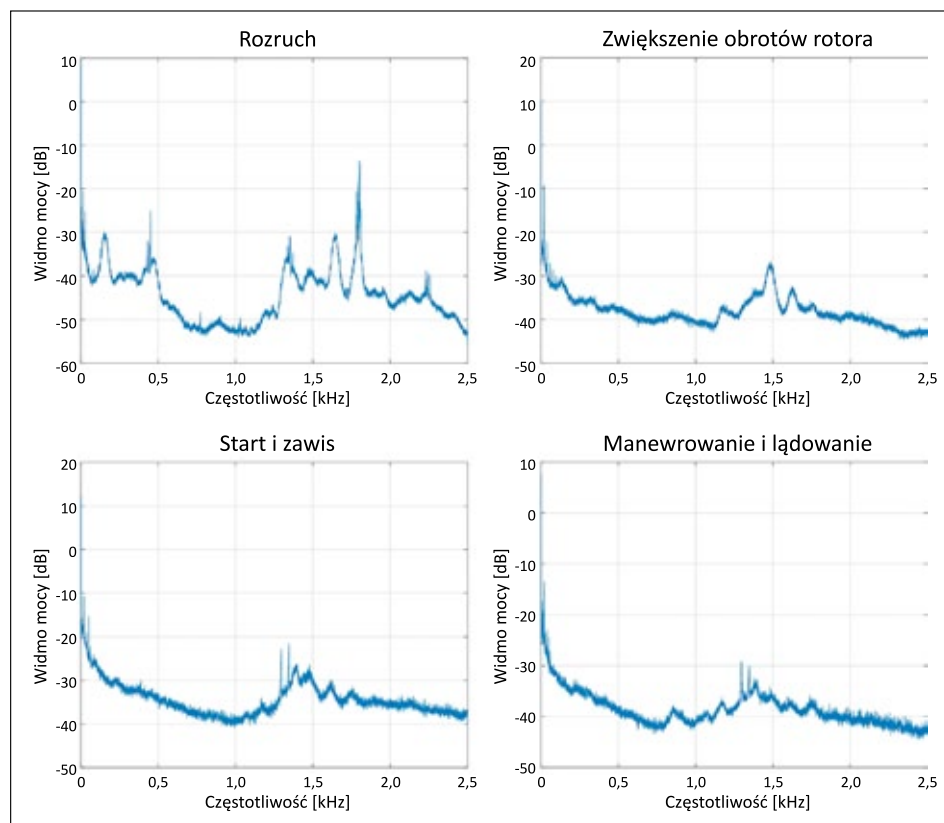 Rozruch
10
0
-10
-20
-30
-40
-50
-60
Widmo mocy [dB]
0 0,5 1,0 1,5 2,0 2,5
Częstotliwość [kHz]
Zwiększenie obrotów rotora
20
10
0
-10
-20
-30
-40
-50
Widmo mocy [dB]
0 0,5 1,0 1,5 2,0 2,5
Częstotliwość [kHz]
Start i zawis
20
10
0
-10
-20
-30
-40
-50
Widmo mocy [dB]
0 0,5 1,0 1,5 2,0 2,5
Częstotliwość [kHz]
Manewrowanie i lądowanie
10
0
-10
-20
-30
-40
-50
Widmo mocy [dB]
0 0,5 1,0 1,5 2,0 2,5
Częstotliwość [kHz]